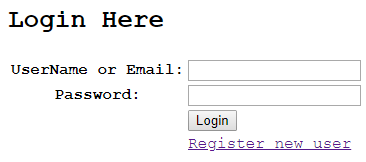 Login Here
UserName or Email:
Password:
Login
Register new user